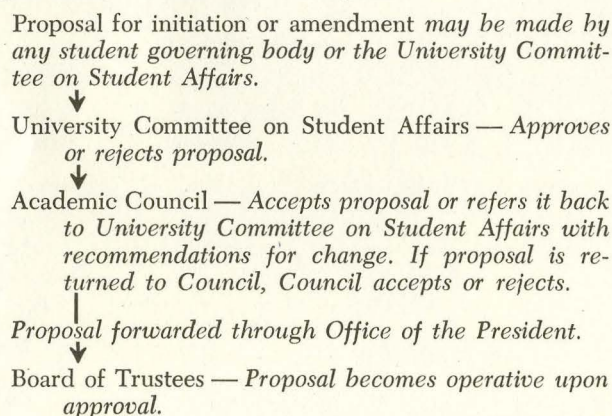 Proposal for initiation or amendment may be made by
any student governing body or the University Commit-
tee on Student Affairs.
University Committee on Student Affairs — Approves
or rejects proposal.
Academic Council — Accepts proposal or refers it back
to University Committee on Student Affairs with
recommendations for change. If proposal is re-
turned to Council, Council accepts or rejects.
Proposal forwarded through Office of the President.
Board of Trustees — Proposal becomes operative upon
approval.